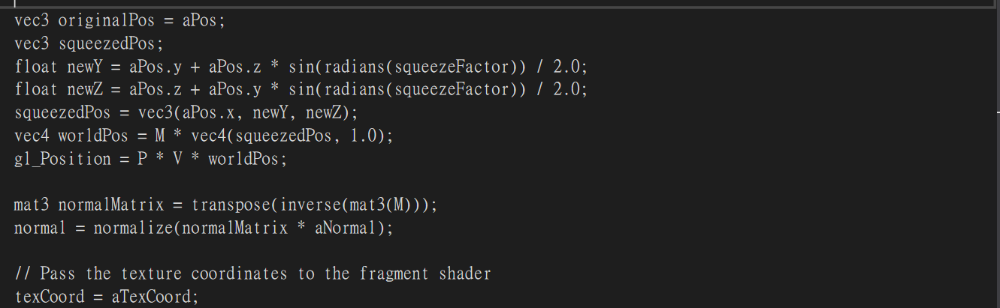 vec3 originalPos = aPos;
vec3 squeezedPos;
float newY = aPos.y + aPos.z * sin(radians(squeezeFactor)) / 2.0;
float newZ = aPos.z + aPos.y * sin(radians(squeezeFactor)) / 2.0;
squeezedPos = vec3(aPos.x, newY, newZ);
vec4 worldPos = M * vec4(squeezedPos, 1.0);
gl_Position = P * V * worldPos;

mat3 normalMatrix = transpose(inverse(mat3(M)));
normal = normalize(normalMatrix * aNormal);

// Pass the texture coordinates to the fragment shader
texCoord = aTexCoord;